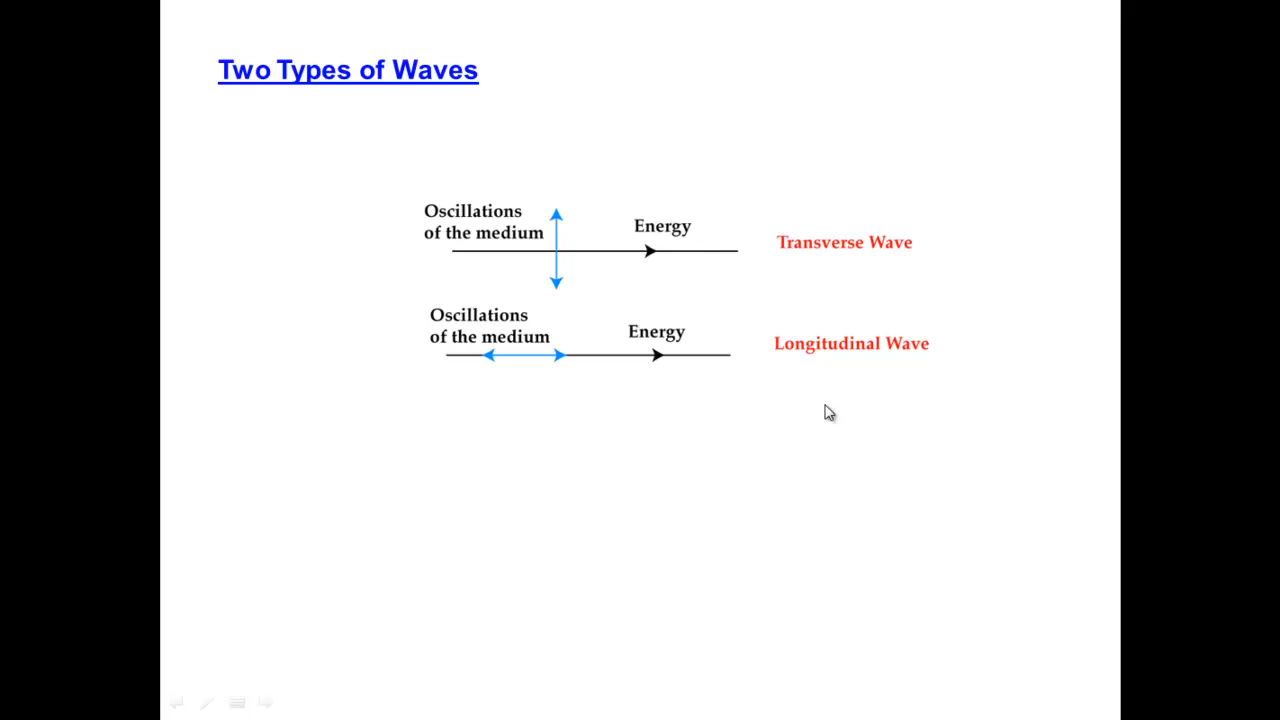 Two Types of Waves
Oscillations
of the medium
Energy
Transverse Wave
Oscillations
of the medium
Energy
Longitudinal Wave